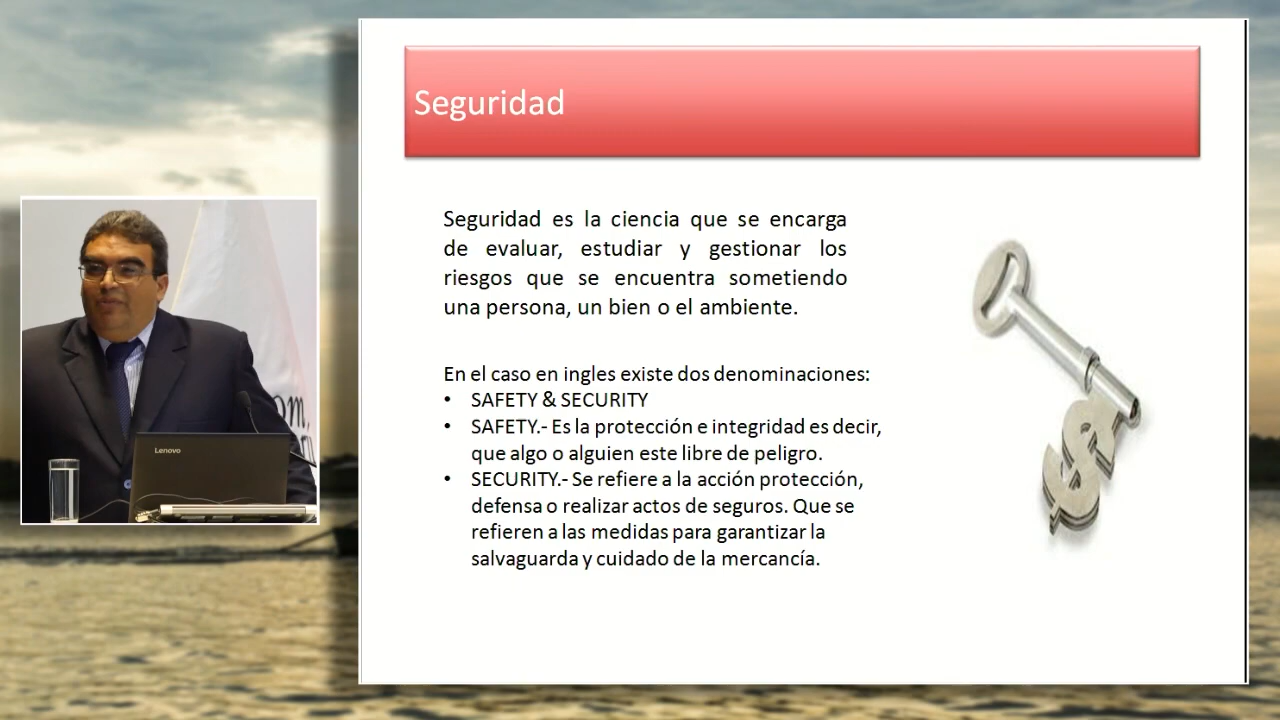 Seguridad
Seguridad es la ciencia que se encarga
de evaluar, estudiar y gestionar los
riesgos que se encuentra sometiendo
una persona, un bien o el ambiente.
En el caso en ingles existe dos denominaciones:
• SAFETY & SECURITY
• SAFETY.- Es la protección e integridad es decir,
que algo o alguien este libre de peligro.
• SECURITY.- Se refiere a la acción protección,
defensa o realizar actos de seguros. Que se
refieren a las medidas para garantizar la
salvaguarda y cuidado de la mercancía.
Lenovo